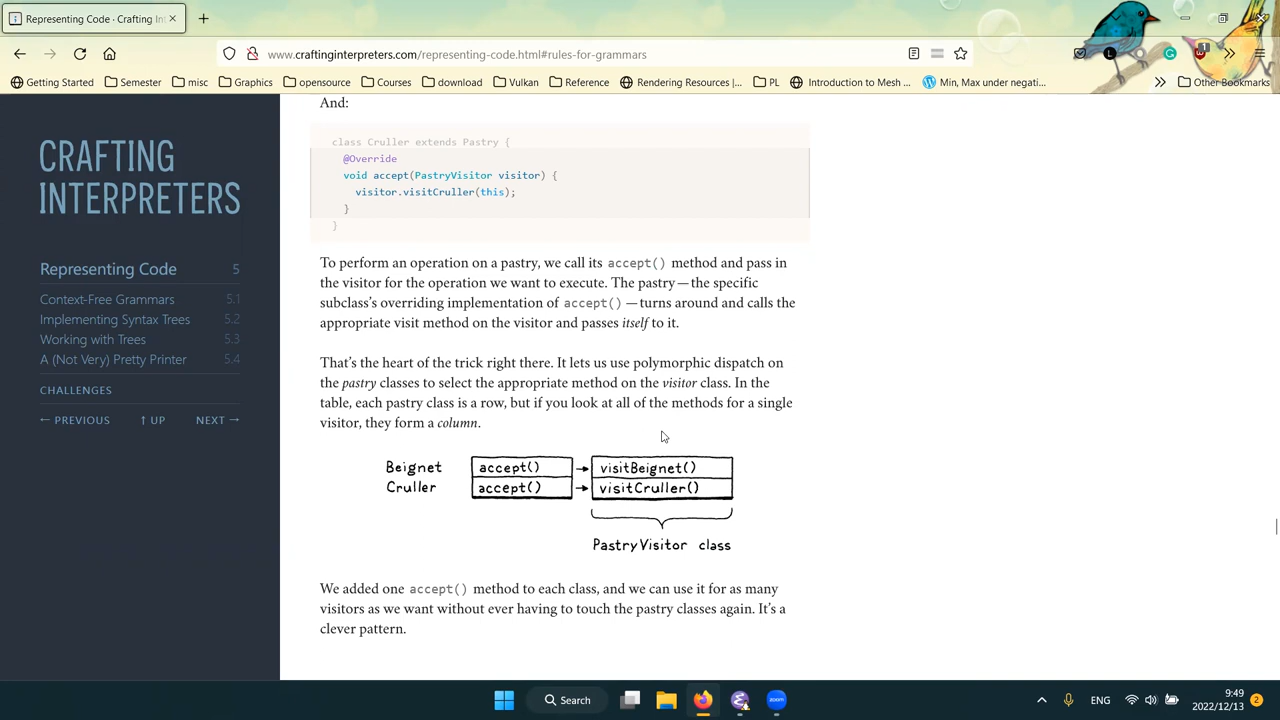 Representing Code · Crafting In
www.craftinginterpreters.com/representing-code.html#rules-for-grammars
Getting Started
Semester
misc
Graphics
opensource
Courses
download
Vulkan
Reference
Rendering Resources |...
PL
Introduction to Mesh ...
Min, Max under negati...
Other Bookmarks
CRAFTING
INTERPRETERS
Representing Code 5
Context-Free Grammars 5.1
Implementing Syntax Trees 5.2
Working with Trees 5.3
A (Not Very) Pretty Printer 5.4
CHALLENGES
← PREVIOUS ↑ UP NEXT →
And:
class Cruller extends Pastry {
@Override
void accept(PastryVisitor visitor) {
visitor.visitCruller(this);
}
}
To perform an operation on a pastry, we call its accept() method and pass in
the visitor for the operation we want to execute. The pastry—the specific
subclass's overriding implementation of accept()—turns around and calls the
appropriate visit method on the visitor and passes itself to it.
That's the heart of the trick right there. It lets us use polymorphic dispatch on
the pastry classes to select the appropriate method on the visitor class. In the
table, each pastry class is a row, but if you look at all of the methods for a single
visitor, they form a column.
Beignet accept() → visitBeignet()
Cruller accept() → visitCruller()
PastryVisitor class
We added one accept() method to each class, and we can use it for as many
visitors as we want without ever having to touch the pastry classes again. It's a
clever pattern.
Search
zoom
ENG
9:49
2022/12/13
2